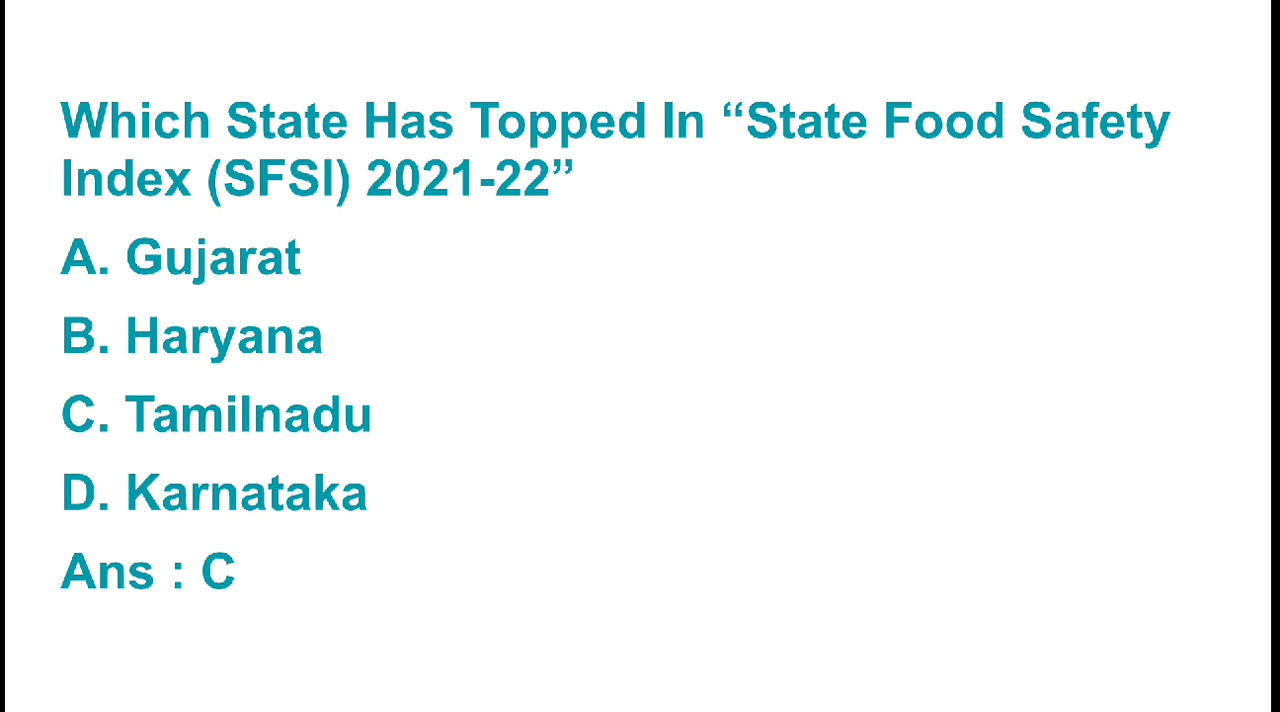 Which State Has Topped In “State Food Safety
Index (SFSI) 2021-22”
A. Gujarat
B. Haryana
C. Tamilnadu
D. Karnataka
Ans : C